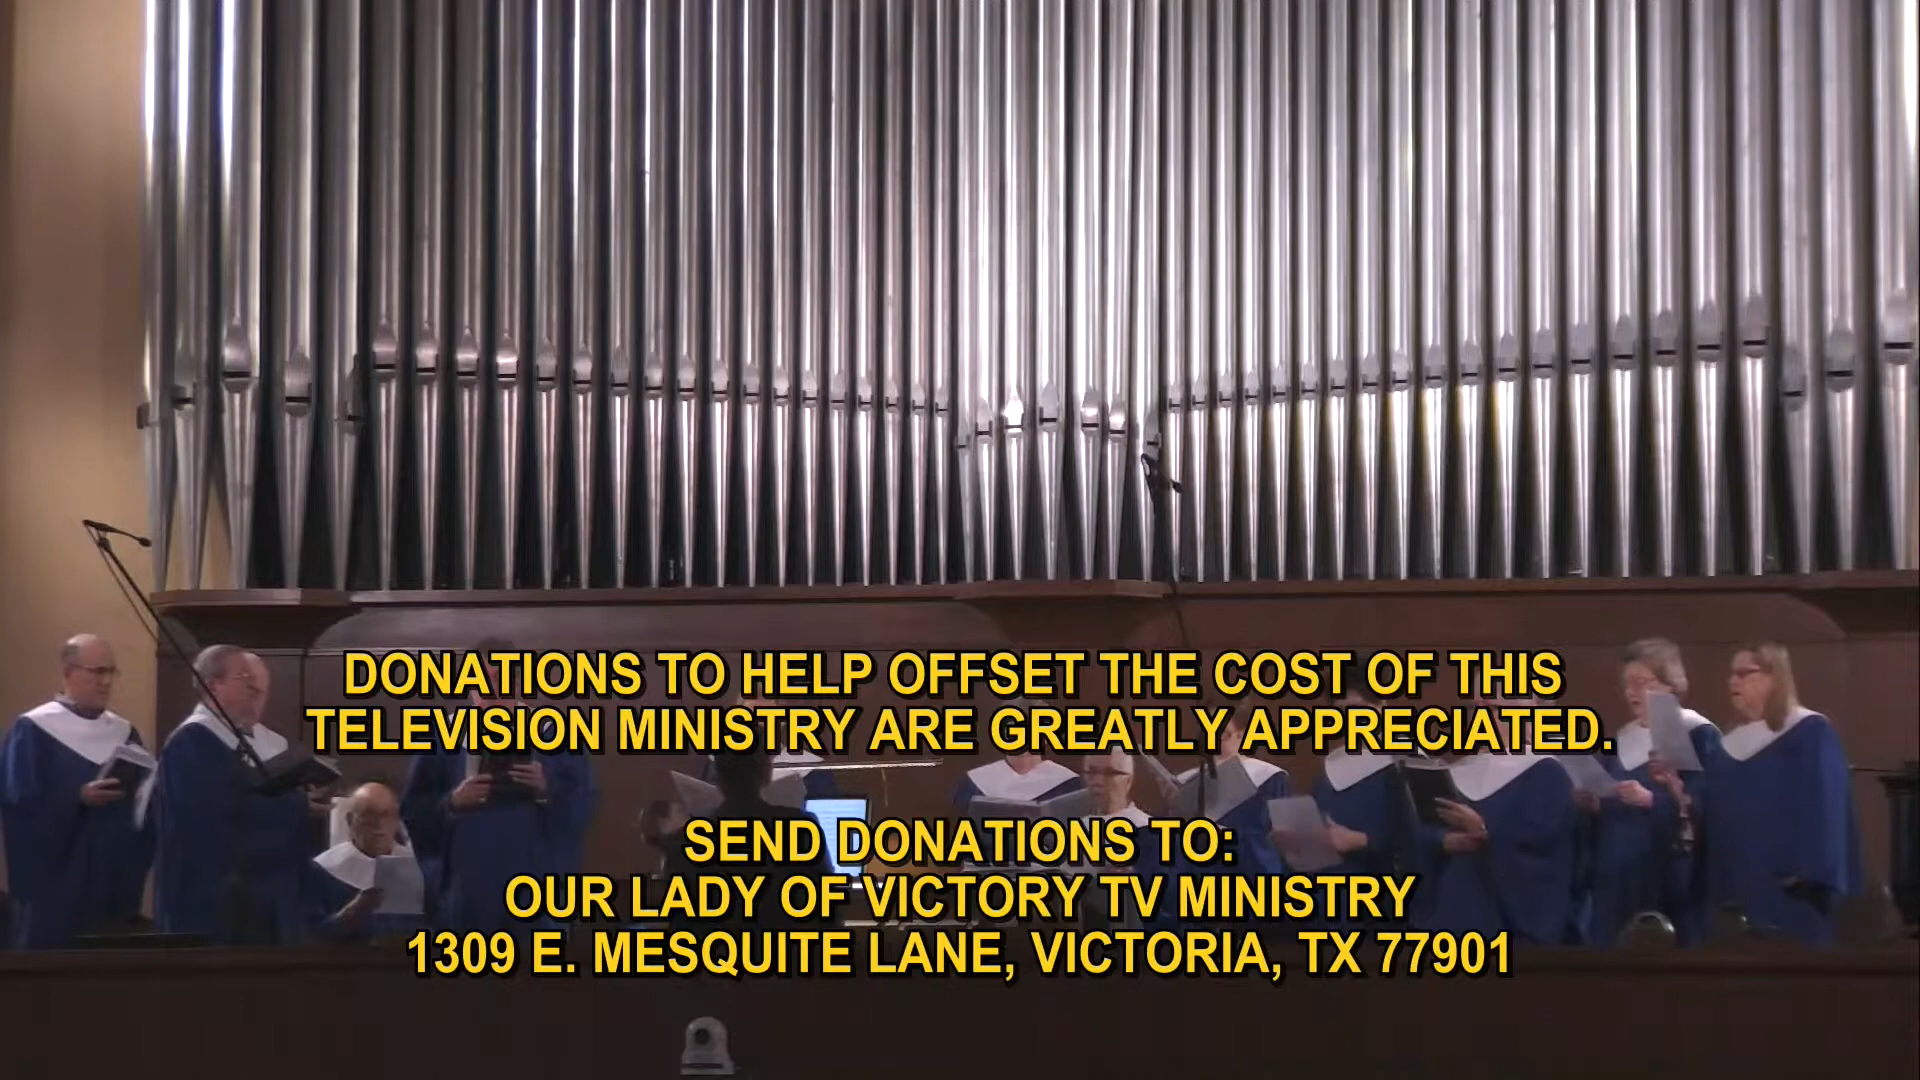 DONATIONS TO HELP OFFSET THE COST OF THIS
TELEVISION MINISTRY ARE GREATLY APPRECIATED.
SEND DONATIONS TO:
OUR LADY OF VICTORY TV MINISTRY
1309 E. MESQUITE LANE, VICTORIA, TX 77901